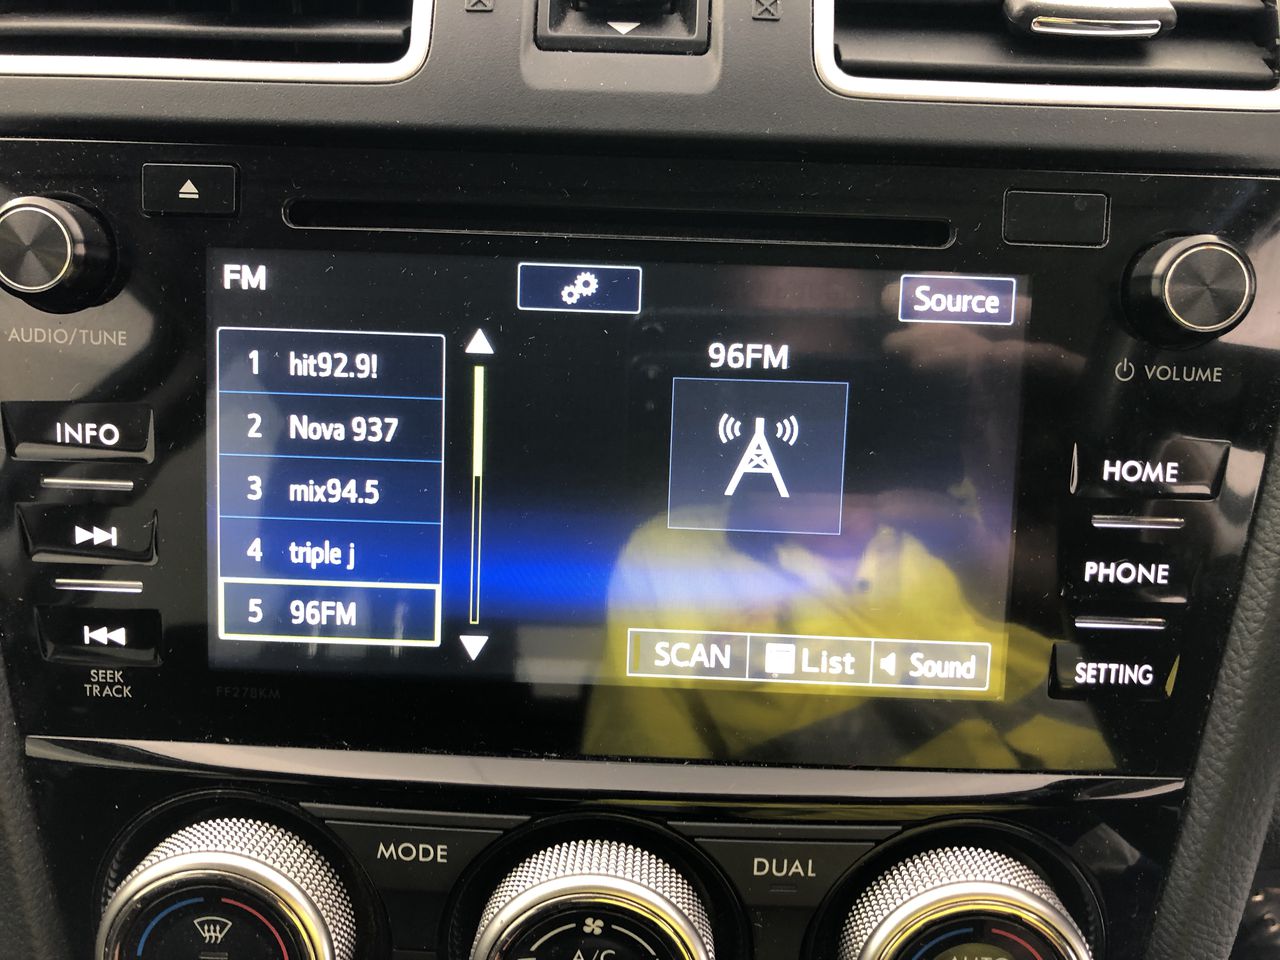 FM
Source
AUDIO/TUNE
1 hit92.9!
2 Nova 937
3 mix94.5
4 triple j
5 96FM
96FM
VOLUME
INFO
HOME
PHONE
SCAN List Sound
SETTING
SEEK
TRACK
FF278KM
MODE
DUAL
A/C
AUTO